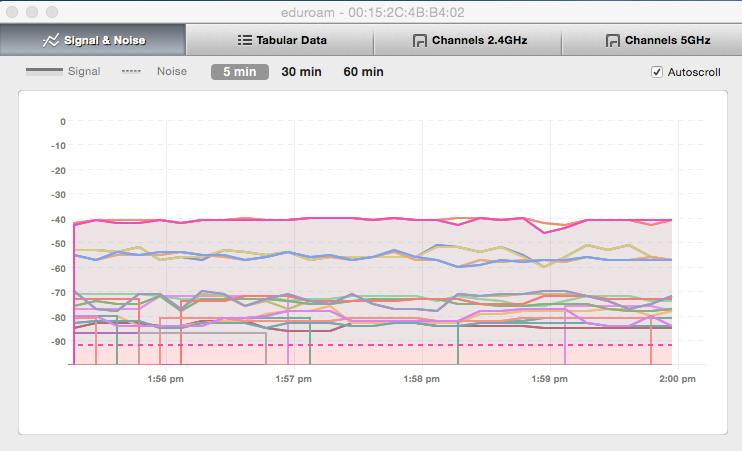 eduroam - 00:15:2C:4B:B4:02
Signal & Noise Tabular Data Channels 2.4GHz Channels 5GHz
Signal Noise 5 min 30 min 60 min Autoscroll
0
-10
-20
-30
-40
-50
-60
-70
-80
-90
1:56 pm 1:57 pm 1:58 pm 1:59 pm 2:00 pm